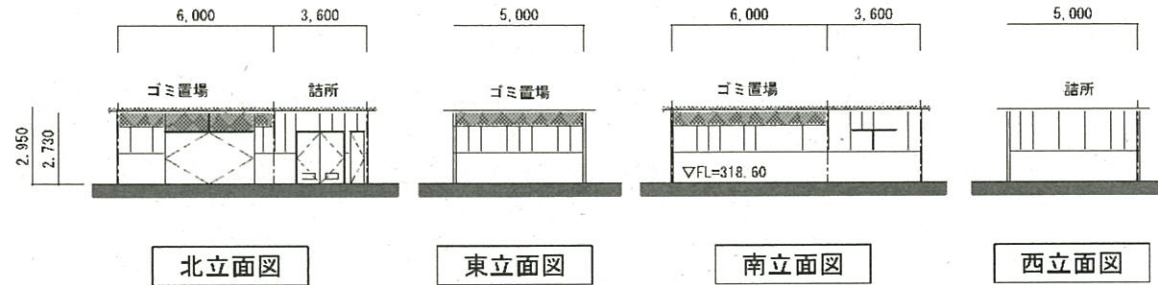 6,000 3,600 5,000 6,000 3,600 5,000
ゴミ置場 詰所 ゴミ置場 ゴミ置場 詰所
2.950
2.730
▽FL=318.60
北立面図 東立面図 南立面図 西立面図